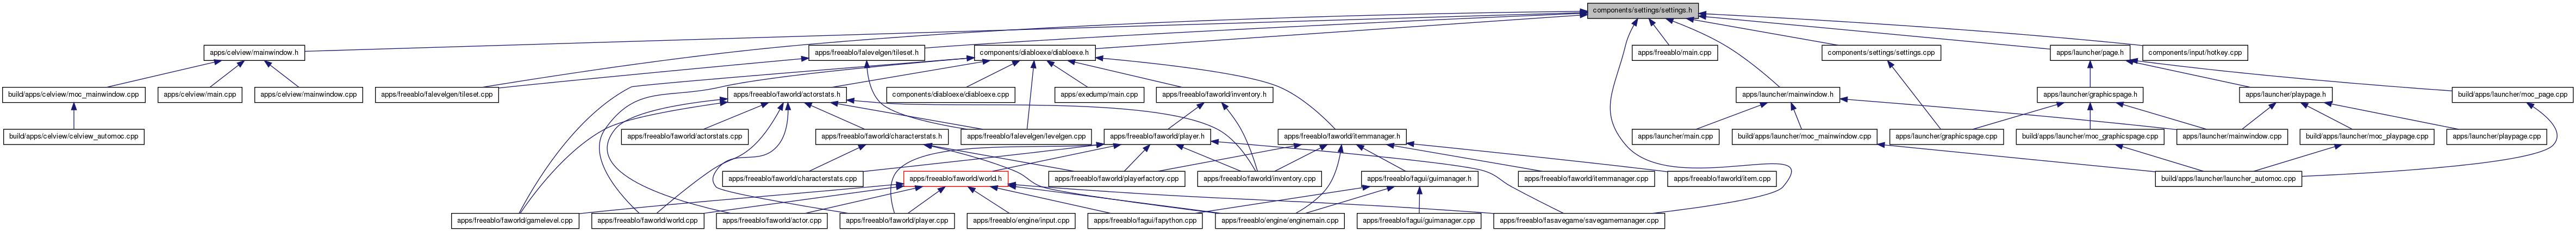 components/settings/settings.h
apps/celview/mainwindow.h
apps/freeablo/falevelgen/tileset.h
components/diabloexe/diabloexe.h
apps/freeablo/main.cpp
components/settings/settings.cpp
apps/launcher/page.h
components/input/hotkey.cpp
build/apps/celview/moc_mainwindow.cpp
apps/celview/main.cpp
apps/celview/mainwindow.cpp
apps/freeablo/falevelgen/tileset.cpp
apps/freeablo/faworld/actorstats.h
components/diabloexe/diabloexe.cpp
apps/exedump/main.cpp
apps/freeablo/faworld/inventory.h
apps/launcher/mainwindow.h
apps/launcher/graphicspage.h
apps/launcher/playpage.h
build/apps/launcher/moc_page.cpp
build/apps/celview/celview_automoc.cpp
apps/freeablo/faworld/actorstats.cpp
apps/freeablo/faworld/characterstats.h
apps/freeablo/falevelgen/levelgen.cpp
apps/freeablo/faworld/player.h
apps/freeablo/faworld/itemmanager.h
apps/launcher/main.cpp
build/apps/launcher/moc_mainwindow.cpp
apps/launcher/graphicspage.cpp
build/apps/launcher/moc_graphicspage.cpp
apps/launcher/mainwindow.cpp
build/apps/launcher/moc_playpage.cpp
apps/launcher/playpage.cpp
apps/freeablo/faworld/characterstats.cpp
apps/freeablo/faworld/world.h
apps/freeablo/faworld/playerfactory.cpp
apps/freeablo/faworld/inventory.cpp
apps/freeablo/fagui/guimanager.h
apps/freeablo/faworld/itemmanager.cpp
apps/freeablo/faworld/item.cpp
build/apps/launcher/launcher_automoc.cpp
apps/freeablo/faworld/gamelevel.cpp
apps/freeablo/faworld/world.cpp
apps/freeablo/faworld/actor.cpp
apps/freeablo/faworld/player.cpp
apps/freeablo/engine/input.cpp
apps/freeablo/fagui/fapython.cpp
apps/freeablo/engine/enginemain.cpp
apps/freeablo/fagui/guimanager.cpp
apps/freeablo/fasavegame/savegamemanager.cpp